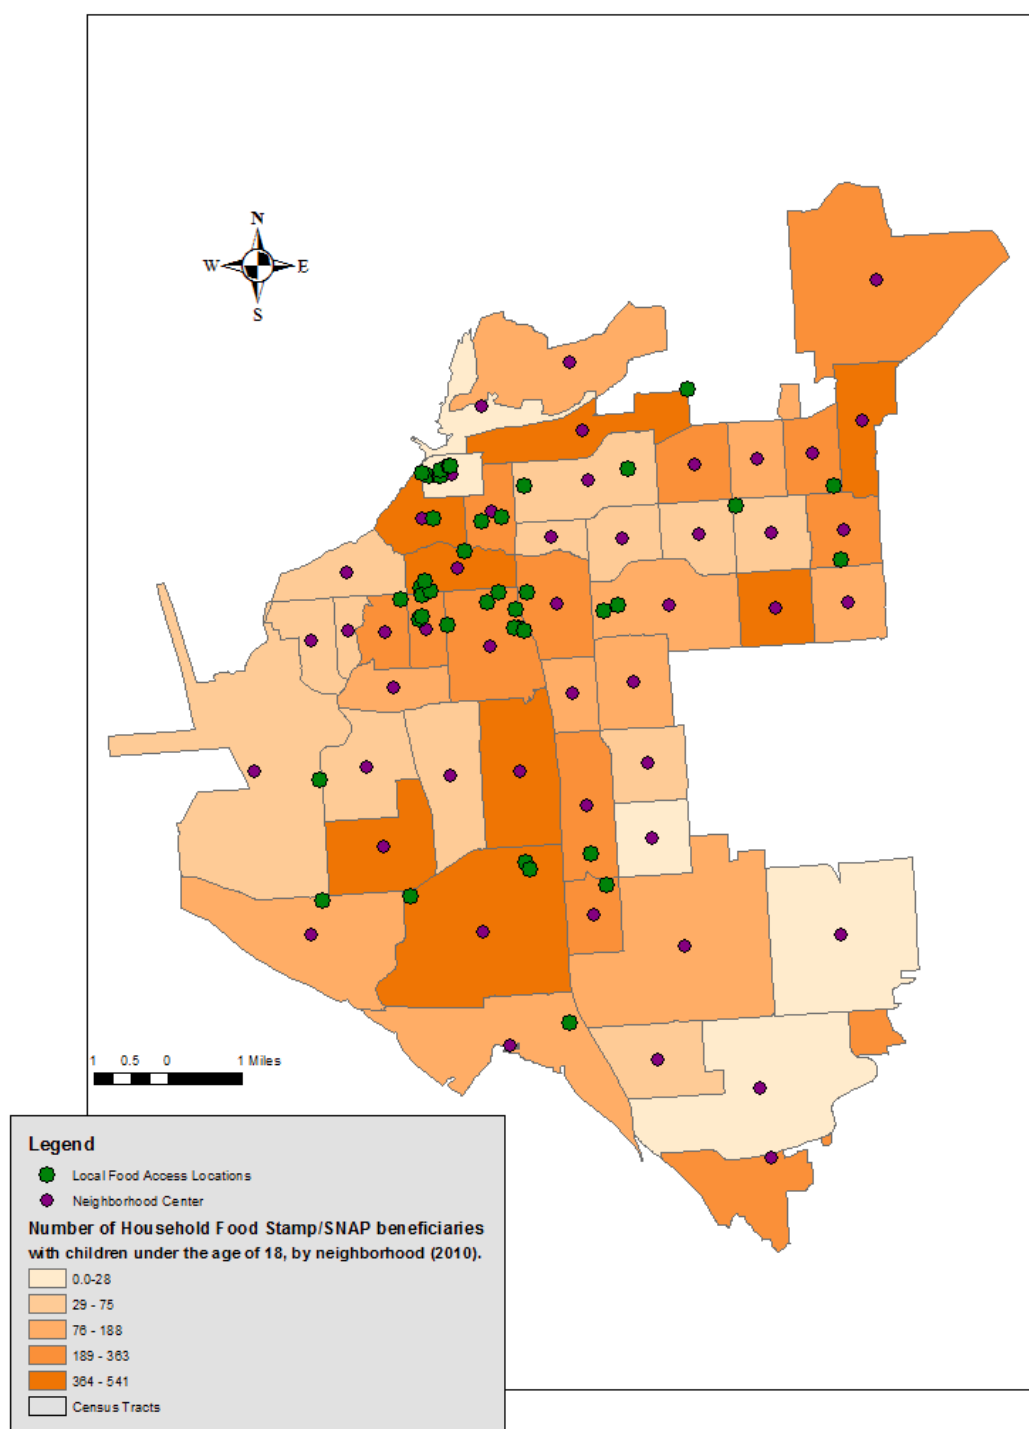 N
W E
S
1 0.5 0 1 Miles
Legend
Local Food Access Locations
Neighborhood Center
Number of Household Food Stamp/SNAP beneficiaries
with children under the age of 18, by neighborhood (2010).
0.0-28
29 - 75
76 - 188
189 - 363
364 - 541
Census Tracts